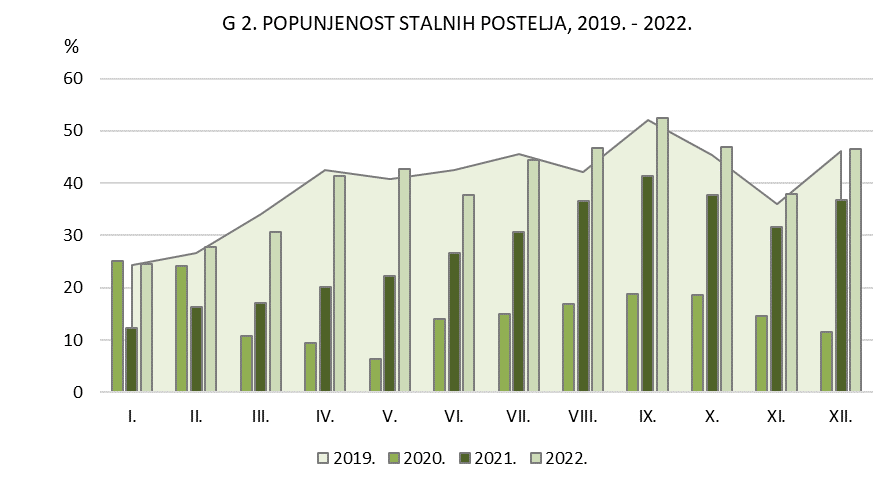 G 2. POPUNJENOST STALNIH POSTELJA, 2019. - 2022.
%
60
50
40
30
20
10
0
I. II. III. IV. V. VI. VII. VIII. IX. X. XI. XII.
2019. 2020. 2021. 2022.